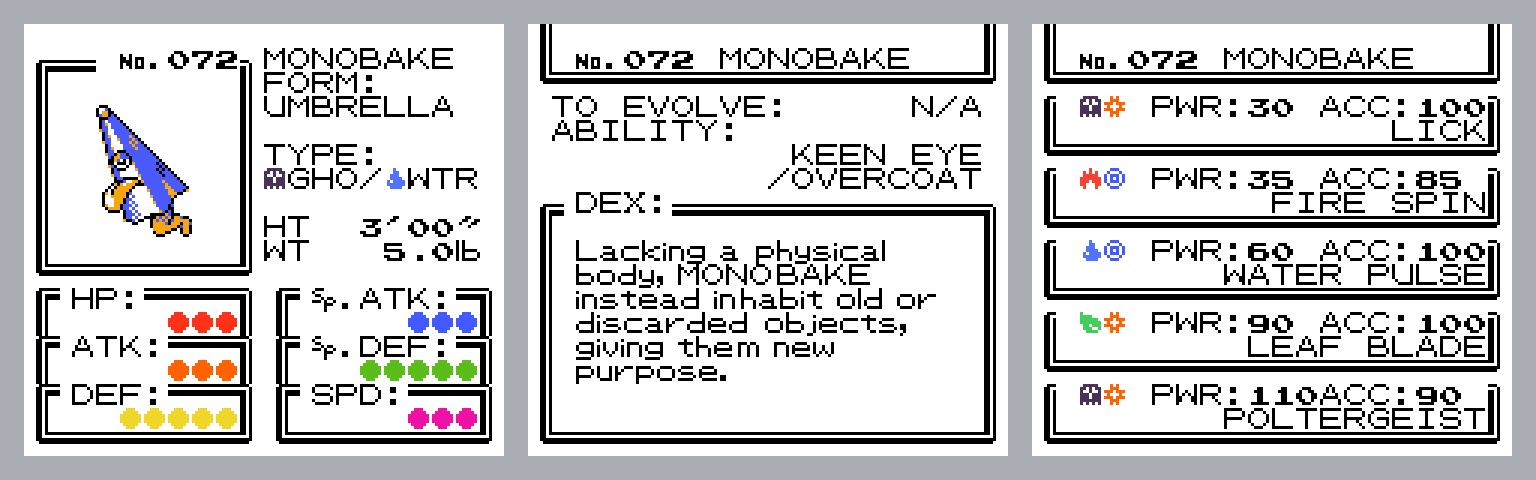 No. 072 MONOBAKE
FORM:
UMBRELLA
TYPE:
GHO/ WTR
HT 3′00″
WT 5.0lb
HP:
Sp. ATK:
ATK:
Sp. DEF:
DEF:
SPD:
No. 072 MONOBAKE
TO EVOLVE: N/A
ABILITY:
KEEN EYE
/OVERCOAT
DEX:
Lacking a physical
body, MONOBAKE
instead inhabit old or
discarded objects,
giving them new
purpose.
No. 072 MONOBAKE
PWR:30 ACC:100
LICK
PWR:35 ACC:85
FIRE SPIN
PWR:60 ACC:100
WATER PULSE
PWR:90 ACC:100
LEAF BLADE
PWR:110ACC:90
POLTERGEIST